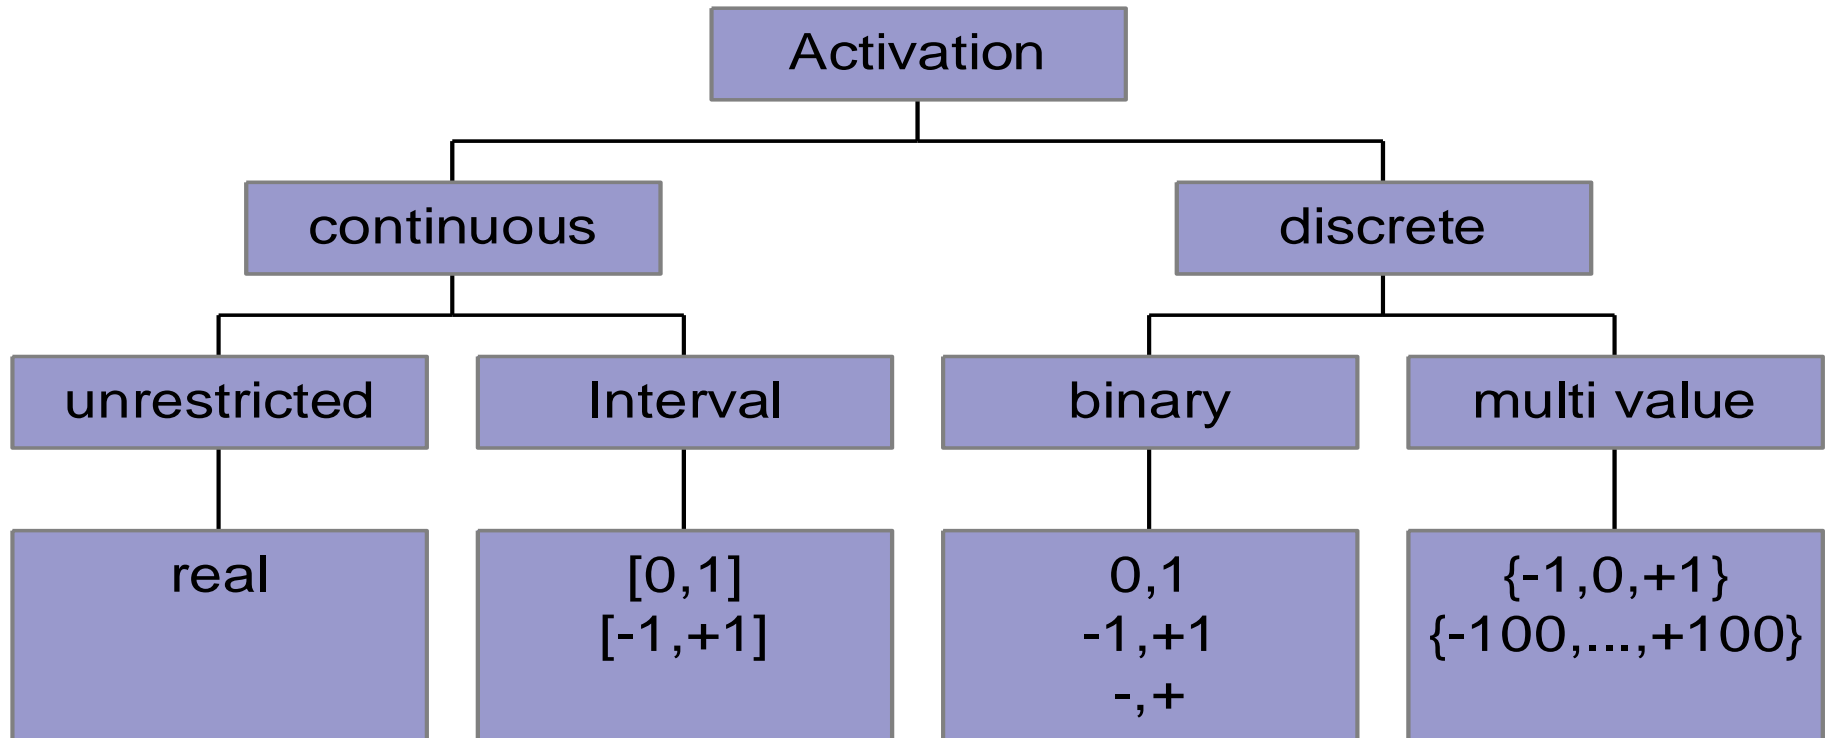 Activation
continuous
discrete
unrestricted
Interval
binary
multi value
real
[0,1]
[-1,+1]
0,1
-1,+1
-,+
{-1,0,+1}
{-100,...,+100}